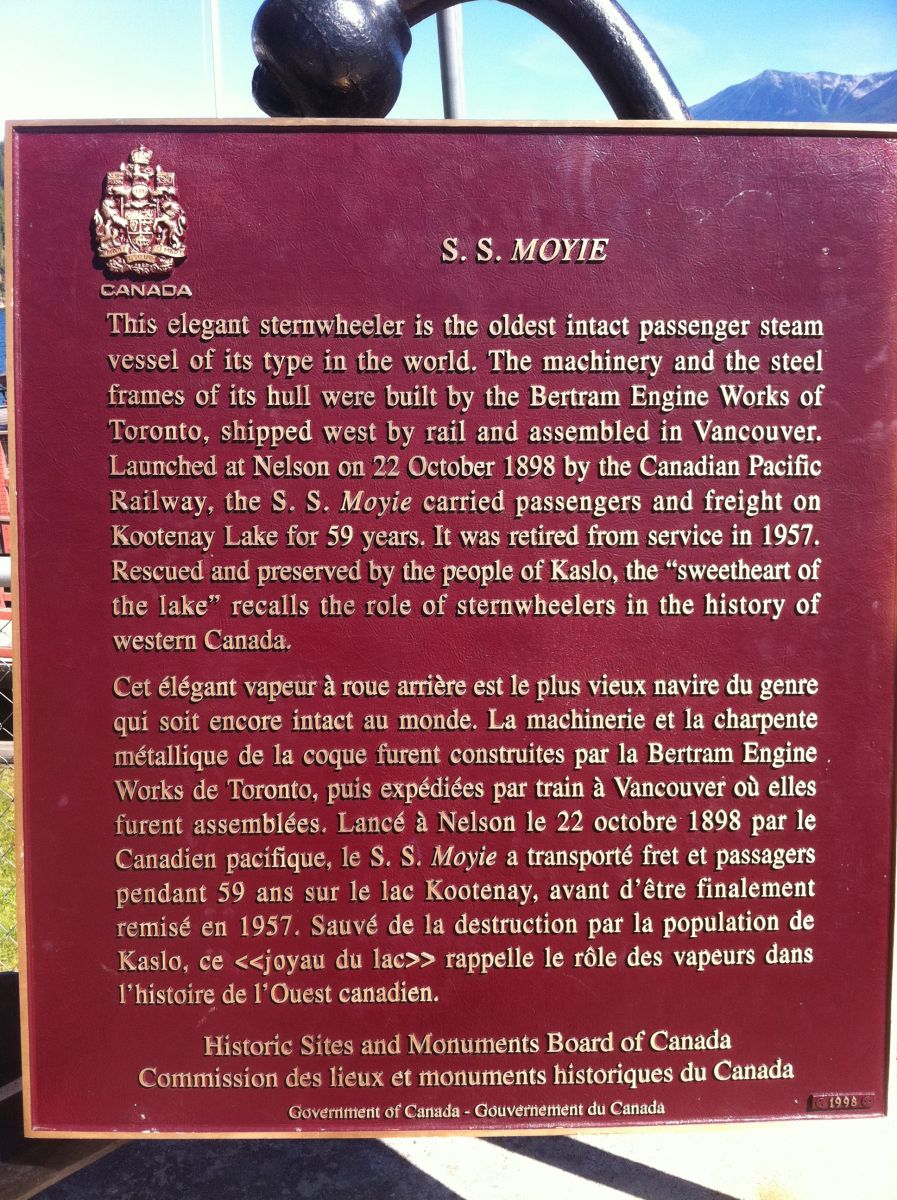 CANADA
S. S. MOYIE
This elegant sternwheeler is the oldest intact passenger steam
vessel of its type in the world. The machinery and the steel
frames of its hull were built by the Bertram Engine Works of
Toronto, shipped west by rail and assembled in Vancouver.
Launched at Nelson on 22 October 1898 by the Canadian Pacific
Railway, the S. S. Moyie carried passengers and freight on
Kootenay Lake for 59 years. It was retired from service in 1957.
Rescued and preserved by the people of Kaslo, the “sweetheart of
the lake” recalls the role of sternwheelers in the history of
western Canada.
Cet élégant vapeur à roue arrière est le plus vieux navire du genre
qui soit encore intact au monde. La machinerie et la charpente
métallique de la coque furent construites par la Bertram Engine
Works de Toronto, puis expédiées par train à Vancouver où elles
furent assemblées. Lancé à Nelson le 22 octobre 1898 par le
Canadien pacifique, le S. S. Moyie a transporté fret et passagers
pendant 59 ans sur le lac Kootenay, avant d’être finalement
remisé en 1957. Sauvé de la destruction par la population de
Kaslo, ce <<joyau du lac>> rappelle le rôle des vapeurs dans
l’histoire de l’Ouest canadien.
Historic Sites and Monuments Board of Canada
Commission des lieux et monuments historiques du Canada
Government of Canada - Gouvernement du Canada
1998